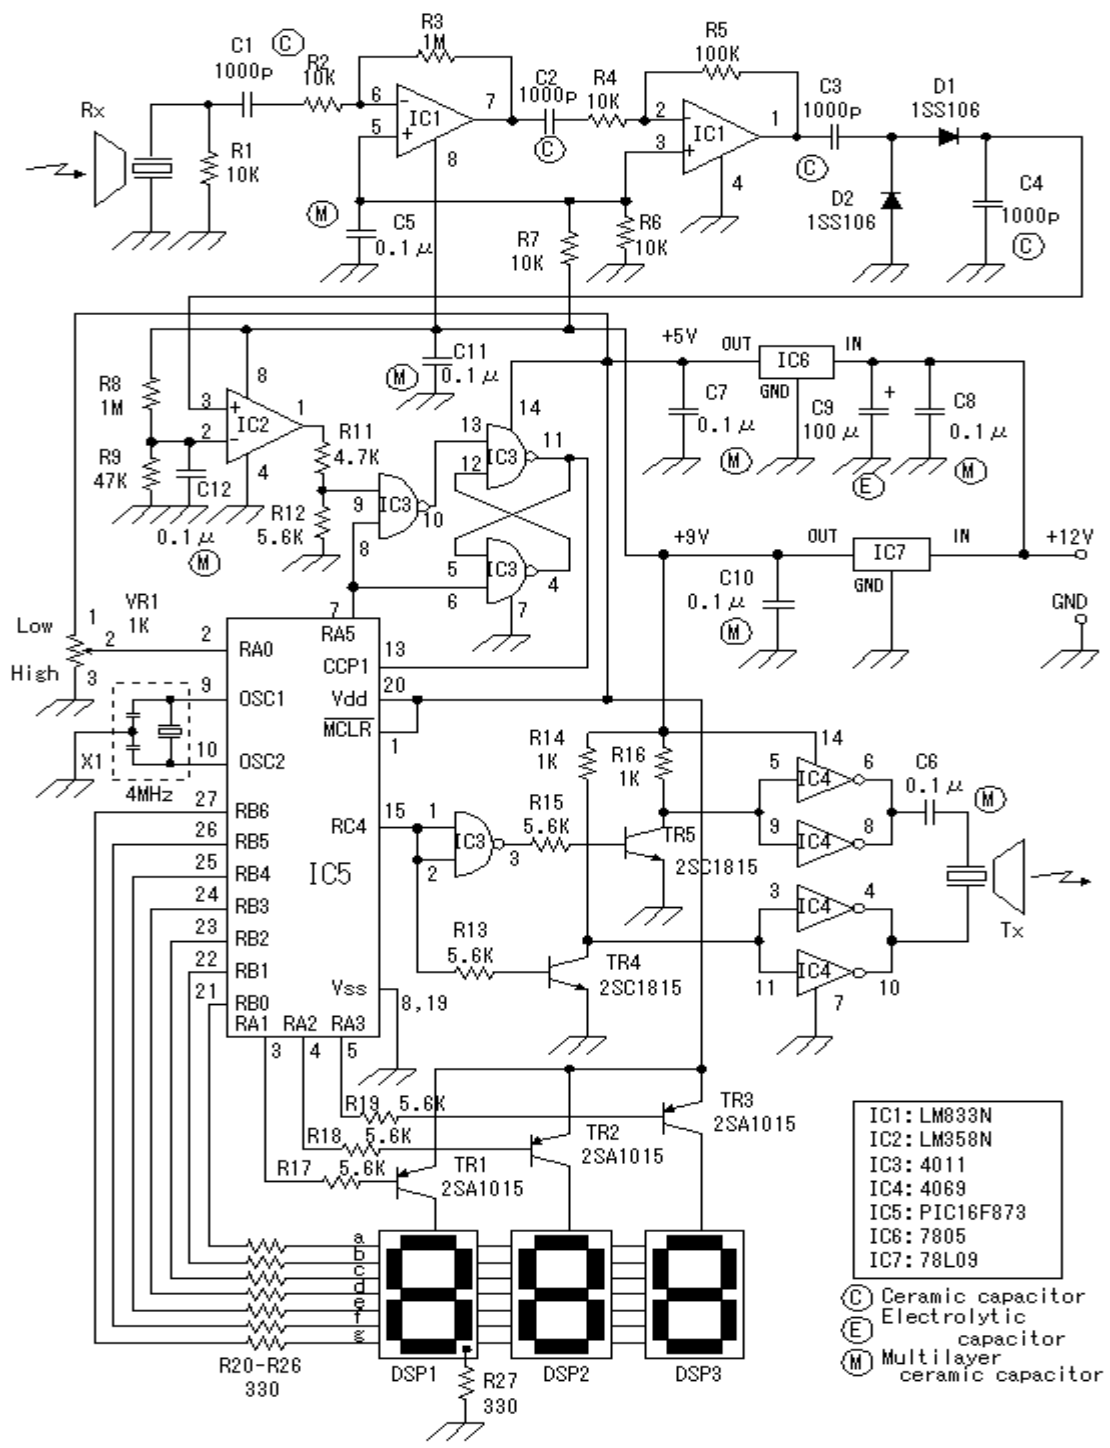 R3
1M
R5
100K
C1
1000p
C
R2
10K
C2
1000p
R4
10K
C3
1000p
D1
1SS106
Rx
6
−
7
5
+
IC1
8
C
2
−
1
3
+
IC1
4
C
R1
10K
M
C5
0.1μ
R7
10K
R6
10K
D2
1SS106
C4
1000p
C
+5V
OUT
IC6
IN
GND
C11
0.1μ
M
C7
0.1μ
M
C9
100μ
+
E
C8
0.1μ
M
R8
1M
8
3
+
1
2
−
IC2
4
R9
47K
C12
0.1μ
M
R11
4.7K
R12
5.6K
13
14
12
IC3
11
9
IC3
10
8
5
IC3
4
6
7
+9V
OUT
IC7
IN
GND
+12V
C10
0.1μ
M
GND
Low
High
1
VR1
1K
2
3
2
RA0
7
RA5
13
CCP1
9
OSC1
20
Vdd
MCLR
1
X1
10
OSC2
4MHz
27
RB6
26
RB5
25
RB4
24
RB3
23
RB2
22
RB1
21
RB0
15
RC4
IC5
Vss
8,19
RA1
RA2
RA3
3
4
5
R14
1K
R16
1K
14
5
IC4
6
9
IC4
8
C6
0.1μ
M
1
IC3
2
3
R15
5.6K
TR5
2SC1815
3
IC4
4
11
IC4
10
7
Tx
R13
5.6K
TR4
2SC1815
R19
5.6K
TR3
2SA1015
R18
5.6K
TR2
2SA1015
R17
5.6K
TR1
2SA1015
a
b
c
d
e
f
g
R20-R26
330
DSP1
R27
330
DSP2
DSP3
IC1:LM833N
IC2:LM358N
IC3:4011
IC4:4069
IC5:PIC16F873
IC6:7805
IC7:78L09
C Ceramic capacitor
E Electrolytic
capacitor
M Multilayer
ceramic capacitor